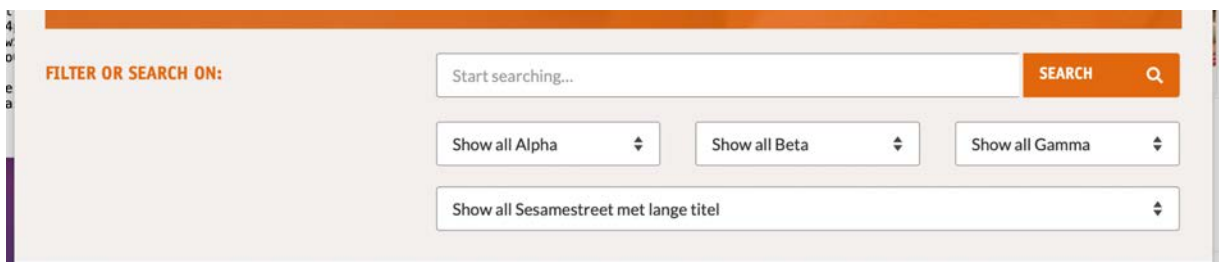 FILTER OR SEARCH ON:
Start searching...
SEARCH
Show all Alpha
Show all Beta
Show all Gamma
Show all Sesamestreet met lange titel